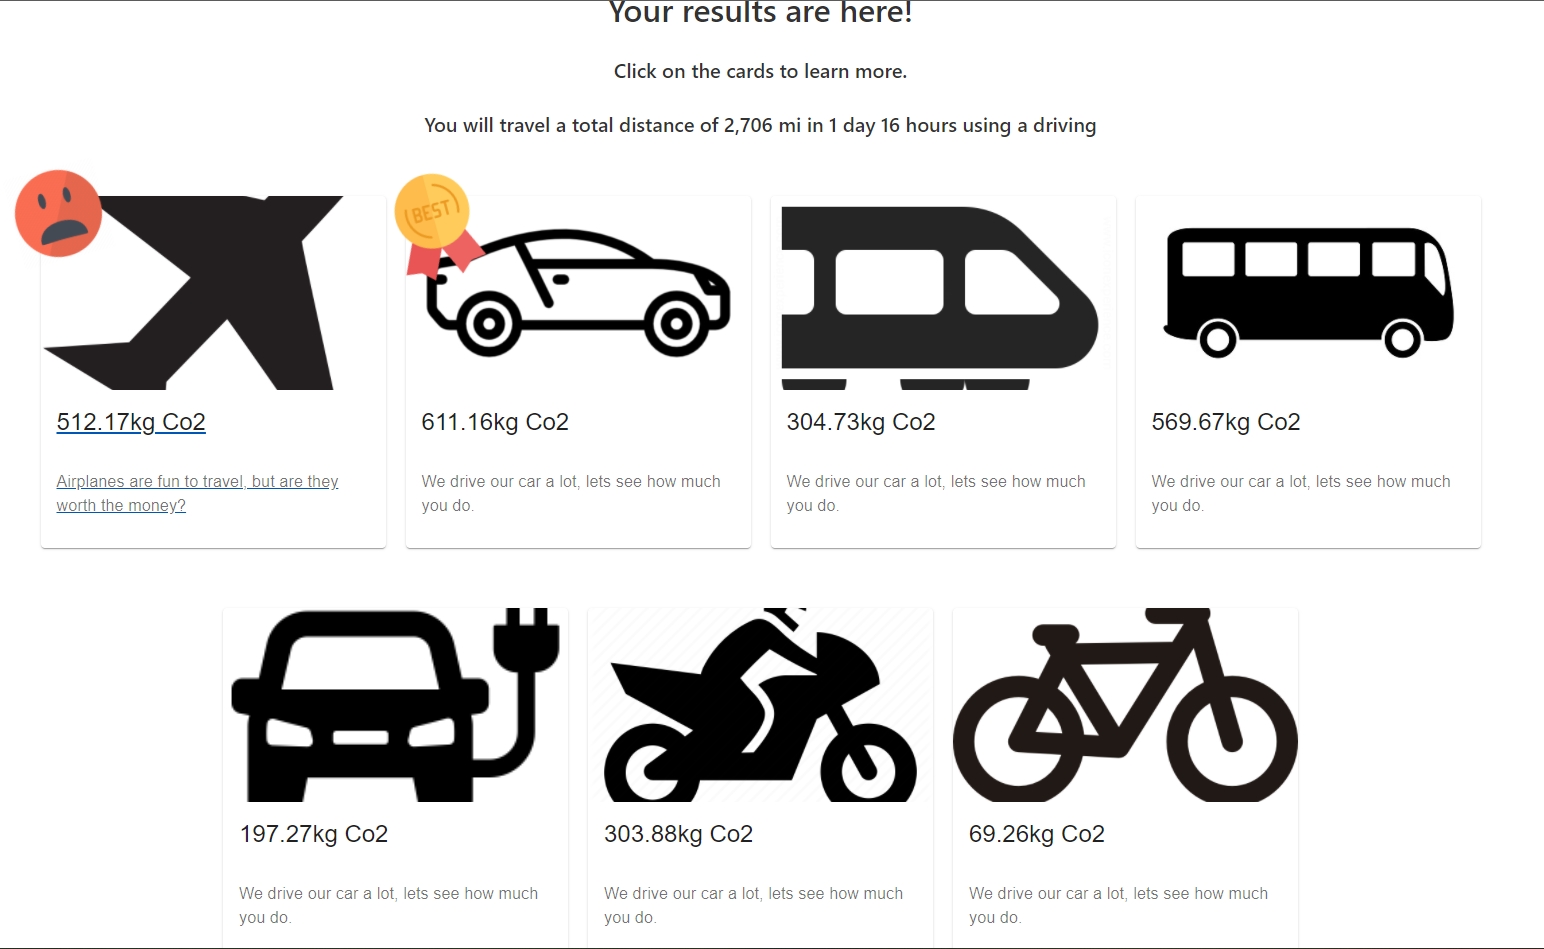 Your results are here!
Click on the cards to learn more.
You will travel a total distance of 2,706 mi in 1 day 16 hours using a driving
BEST
512.17kg Co2
Airplanes are fun to travel, but are they
worth the money?
611.16kg Co2
We drive our car a lot, lets see how much
you do.
304.73kg Co2
We drive our car a lot, lets see how much
you do.
569.67kg Co2
We drive our car a lot, lets see how much
you do.
197.27kg Co2
We drive our car a lot, lets see how much
you do.
303.88kg Co2
We drive our car a lot, lets see how much
you do.
69.26kg Co2
We drive our car a lot, lets see how much
you do.